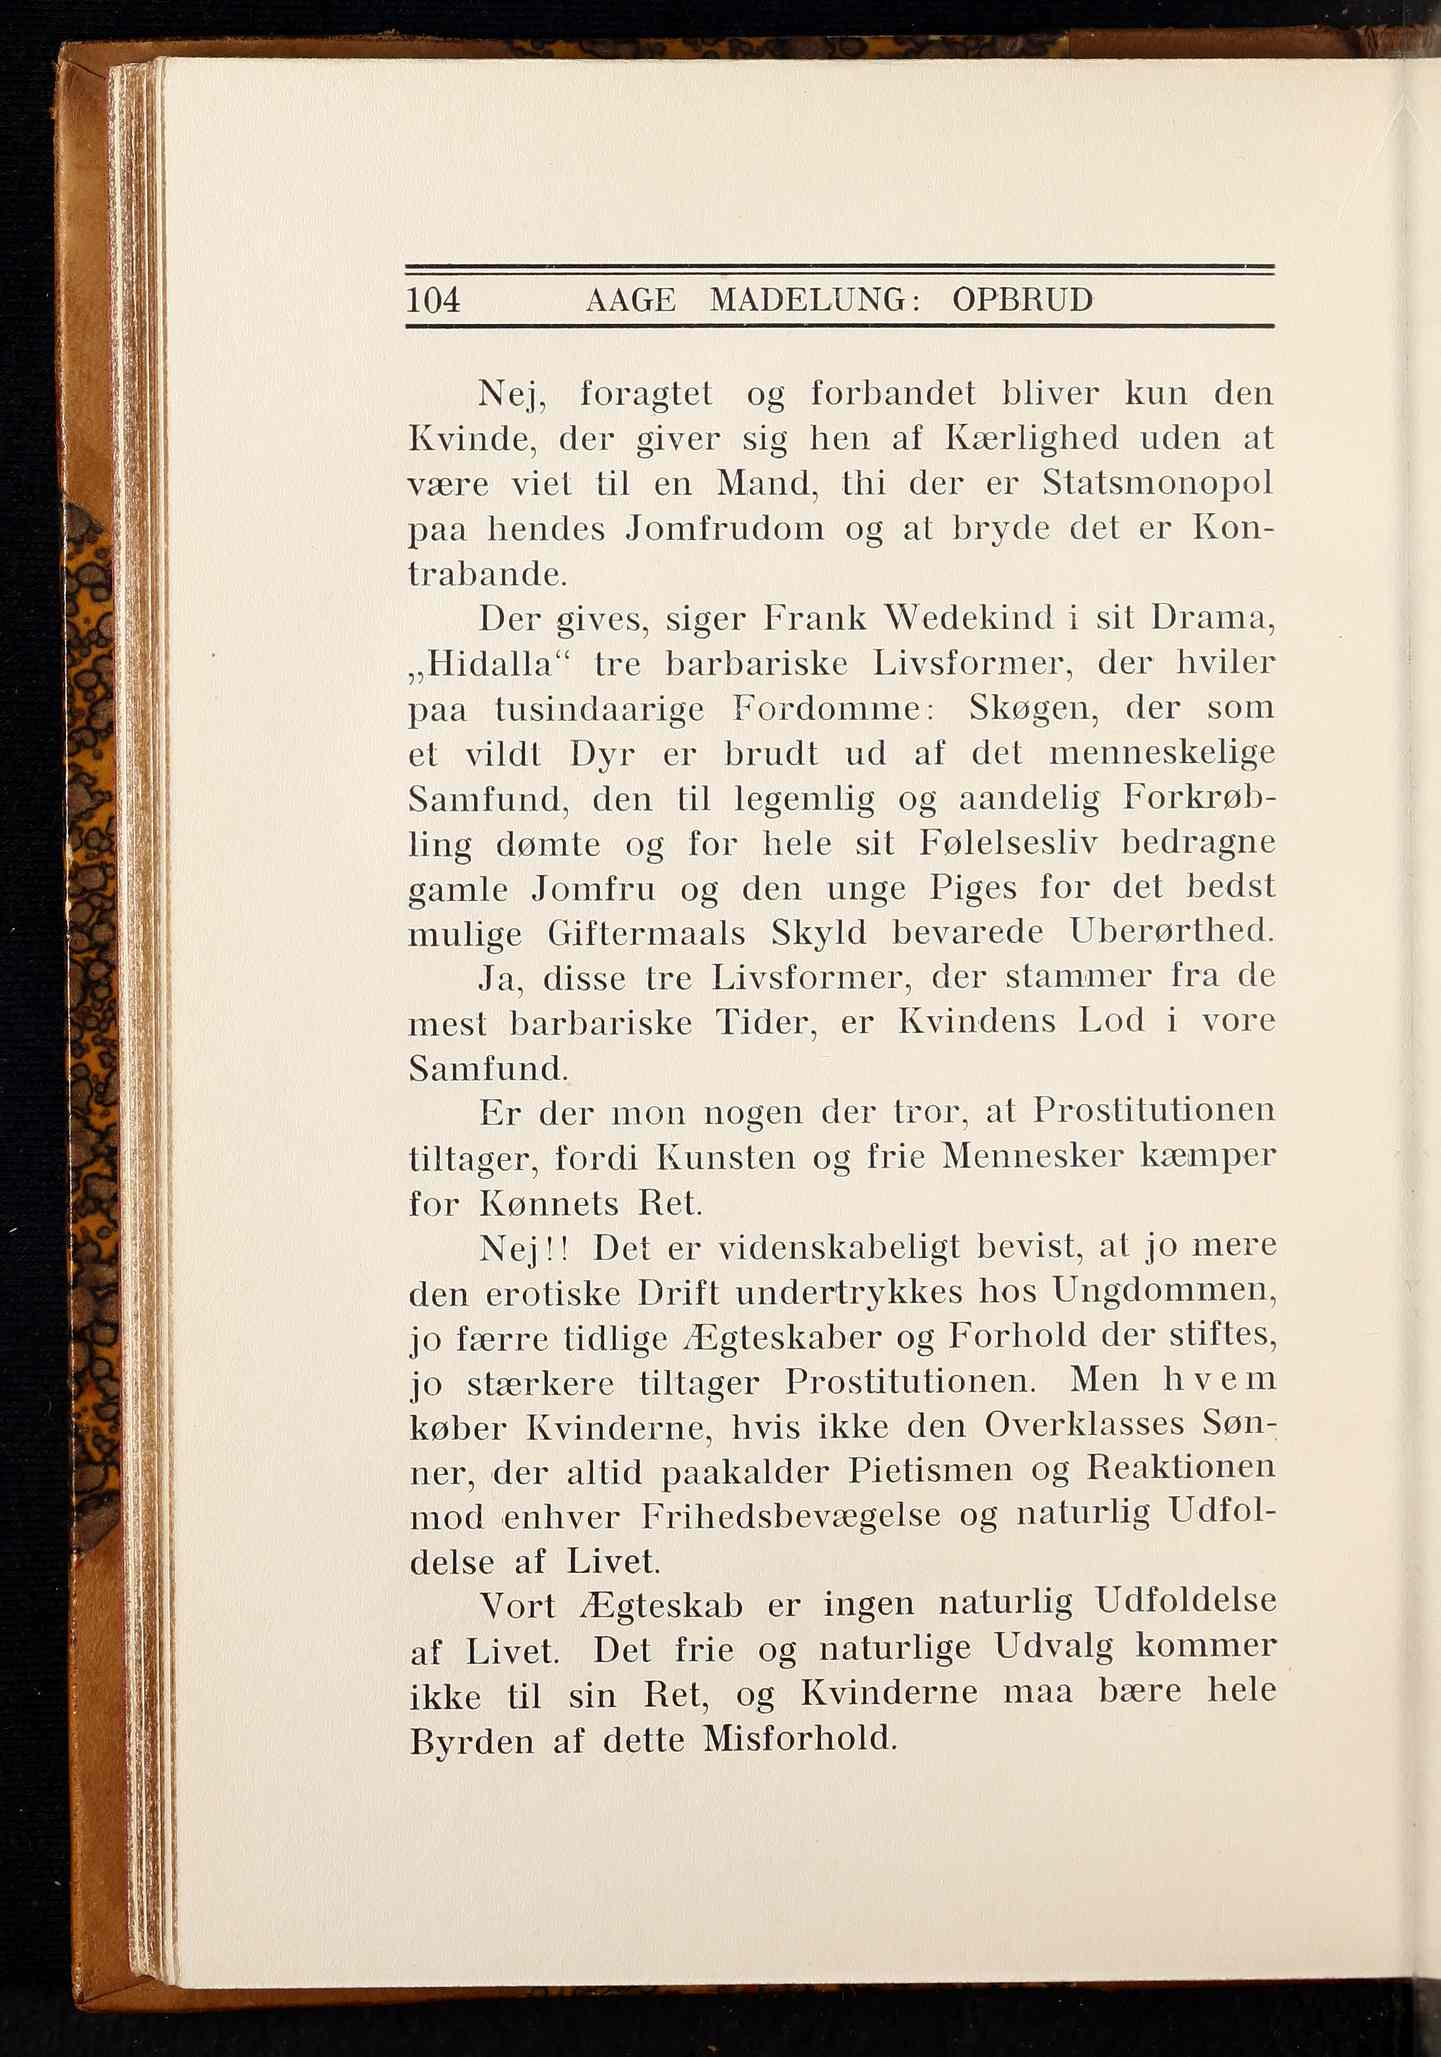 104 AAGE MADELUNG: OPBRUD
Nej, foragtet og forbandet bliver kun den
Kvinde, der giver sig hen af Kærlighed uden at
være viet til en Mand, thi der er Statsmonopol
paa hendes Jomfrudom og at bryde det er Kon-
trabande.
Der gives, siger Frank Wedekind i sit Drama,
„Hidalla“ tre barbariske Livsformer, der hviler
paa tusindaarige Fordomme: Skøgen, der som
et vildt Dyr er brudt ud af det menneskelige
Samfund, den til legemlig og aandelig Forkrøb-
ling dømte og for hele sit Følelsesliv bedragne
gamle Jomfru og den unge Piges for det bedst
mulige Giftermaals Skyld bevarede Uberørthed.
Ja, disse tre Livsformer, der stammer fra de
mest barbariske Tider, er Kvindens Lod i vore
Samfund.
Er der mon nogen der tror, at Prostitutionen
tiltager, fordi Kunsten og frie Mennesker kæmper
for Kønnets Ret.
Nej!! Det er videnskabeligt bevist, at jo mere
den erotiske Drift undertrykkes hos Ungdommen,
jo færre tidlige Ægteskaber og Forhold der stiftes,
jo stærkere tiltager Prostitutionen. Men hvem
køber Kvinderne, hvis ikke den Overklasses Søn-
ner, der altid paakalder Pietismen og Reaktionen
mod enhver Frihedsbevægelse og naturlig Udfol-
delse af Livet.
Vort Ægteskab er ingen naturlig Udfoldelse
af Livet. Det frie og naturlige Udvalg kommer
ikke til sin Ret, og Kvinderne maa bære hele
Byrden af dette Misforhold.